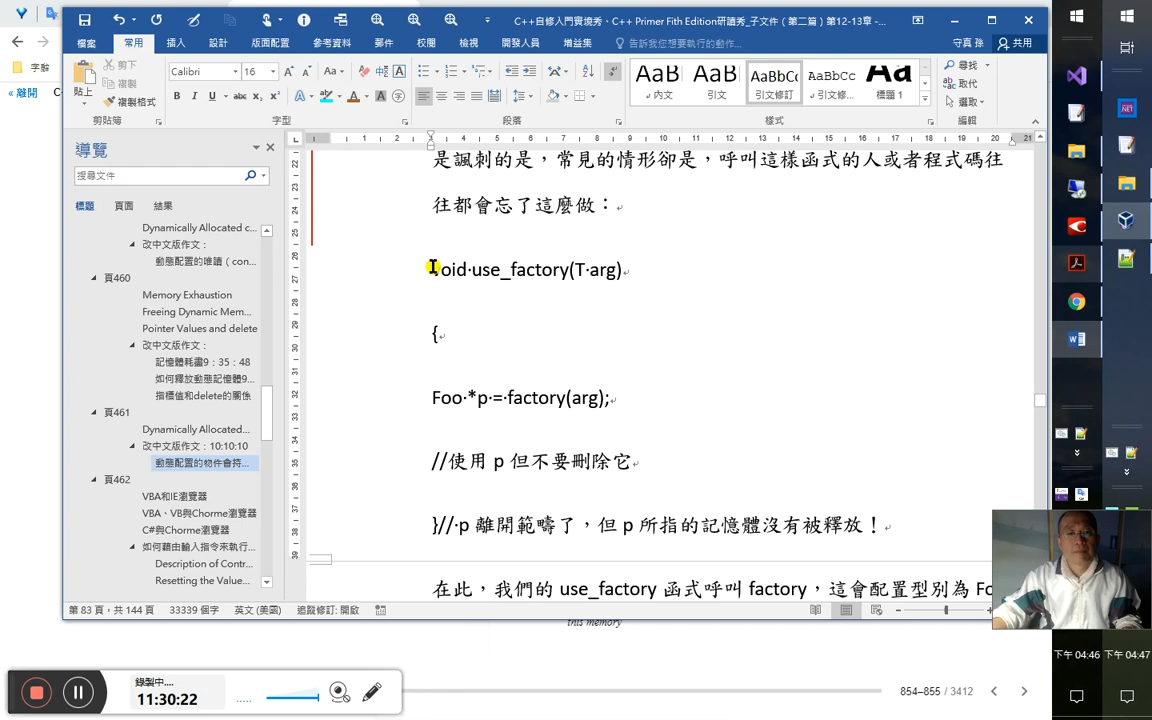 C++自修入門實境秀、C++ Primer Fith Edition研讀秀_子文件 ( 第二篇 ) 12-13章 - ...
檔案 常用 插入 設計 版面配置 參考資料 郵件 校閱 檢視 開發人員 增益集 告訴我您想要執行的動作... 守真 孫 共用
字齡
« 離開
貼上
剪下
複製
複製格式
Calibri 16
AaBb 內文
AaBb 引文
AaBbCc 引文修訂
AaBbCc 引文修...
Aa 標題 1
尋找
取代
選取
剪貼簿 字型 段落 樣式 編輯
導覽
搜尋文件
標題 頁面 結果
Dynamically Allocated c...
改中文版作文:
動態配置的唯讀 ( con...
頁460
Memory Exhaustion
Freeing Dynamic Mem...
Pointer Values and delete
改中文版作文:
記憶體耗盡9:35:48
如何釋放動態記憶體9...
指標值和delete的關係
頁461
Dynamically Allocated...
改中文版作文:10:10:10
動態配置的物件會持...
頁462
VBA和IE瀏覽器
VBA、VB與Chorme瀏覽器
C#與Chorme瀏覽器
如何藉由輸入指令來執行...
Description of Contr...
Resetting the Value...
是諷刺的是，常見的情形卻是，呼叫這樣函式的人或者程式碼往
往都會忘了這麼做：
void use_factory(T arg)
{
Foo *p = factory(arg);
//使用 p 但不要刪除它
}// p 離開範疇了，但 p 所指的記憶體沒有被釋放！
在此，我們的 use_factory 函式呼叫 factory，這會配置型別為 Fo
第 83 頁，共 144 頁 33339 個字 英文 (美國) 追蹤修訂: 開啟
this memory
錄製中....
11:30:22
854–855 / 3412
下午 04:46 下午 04:47